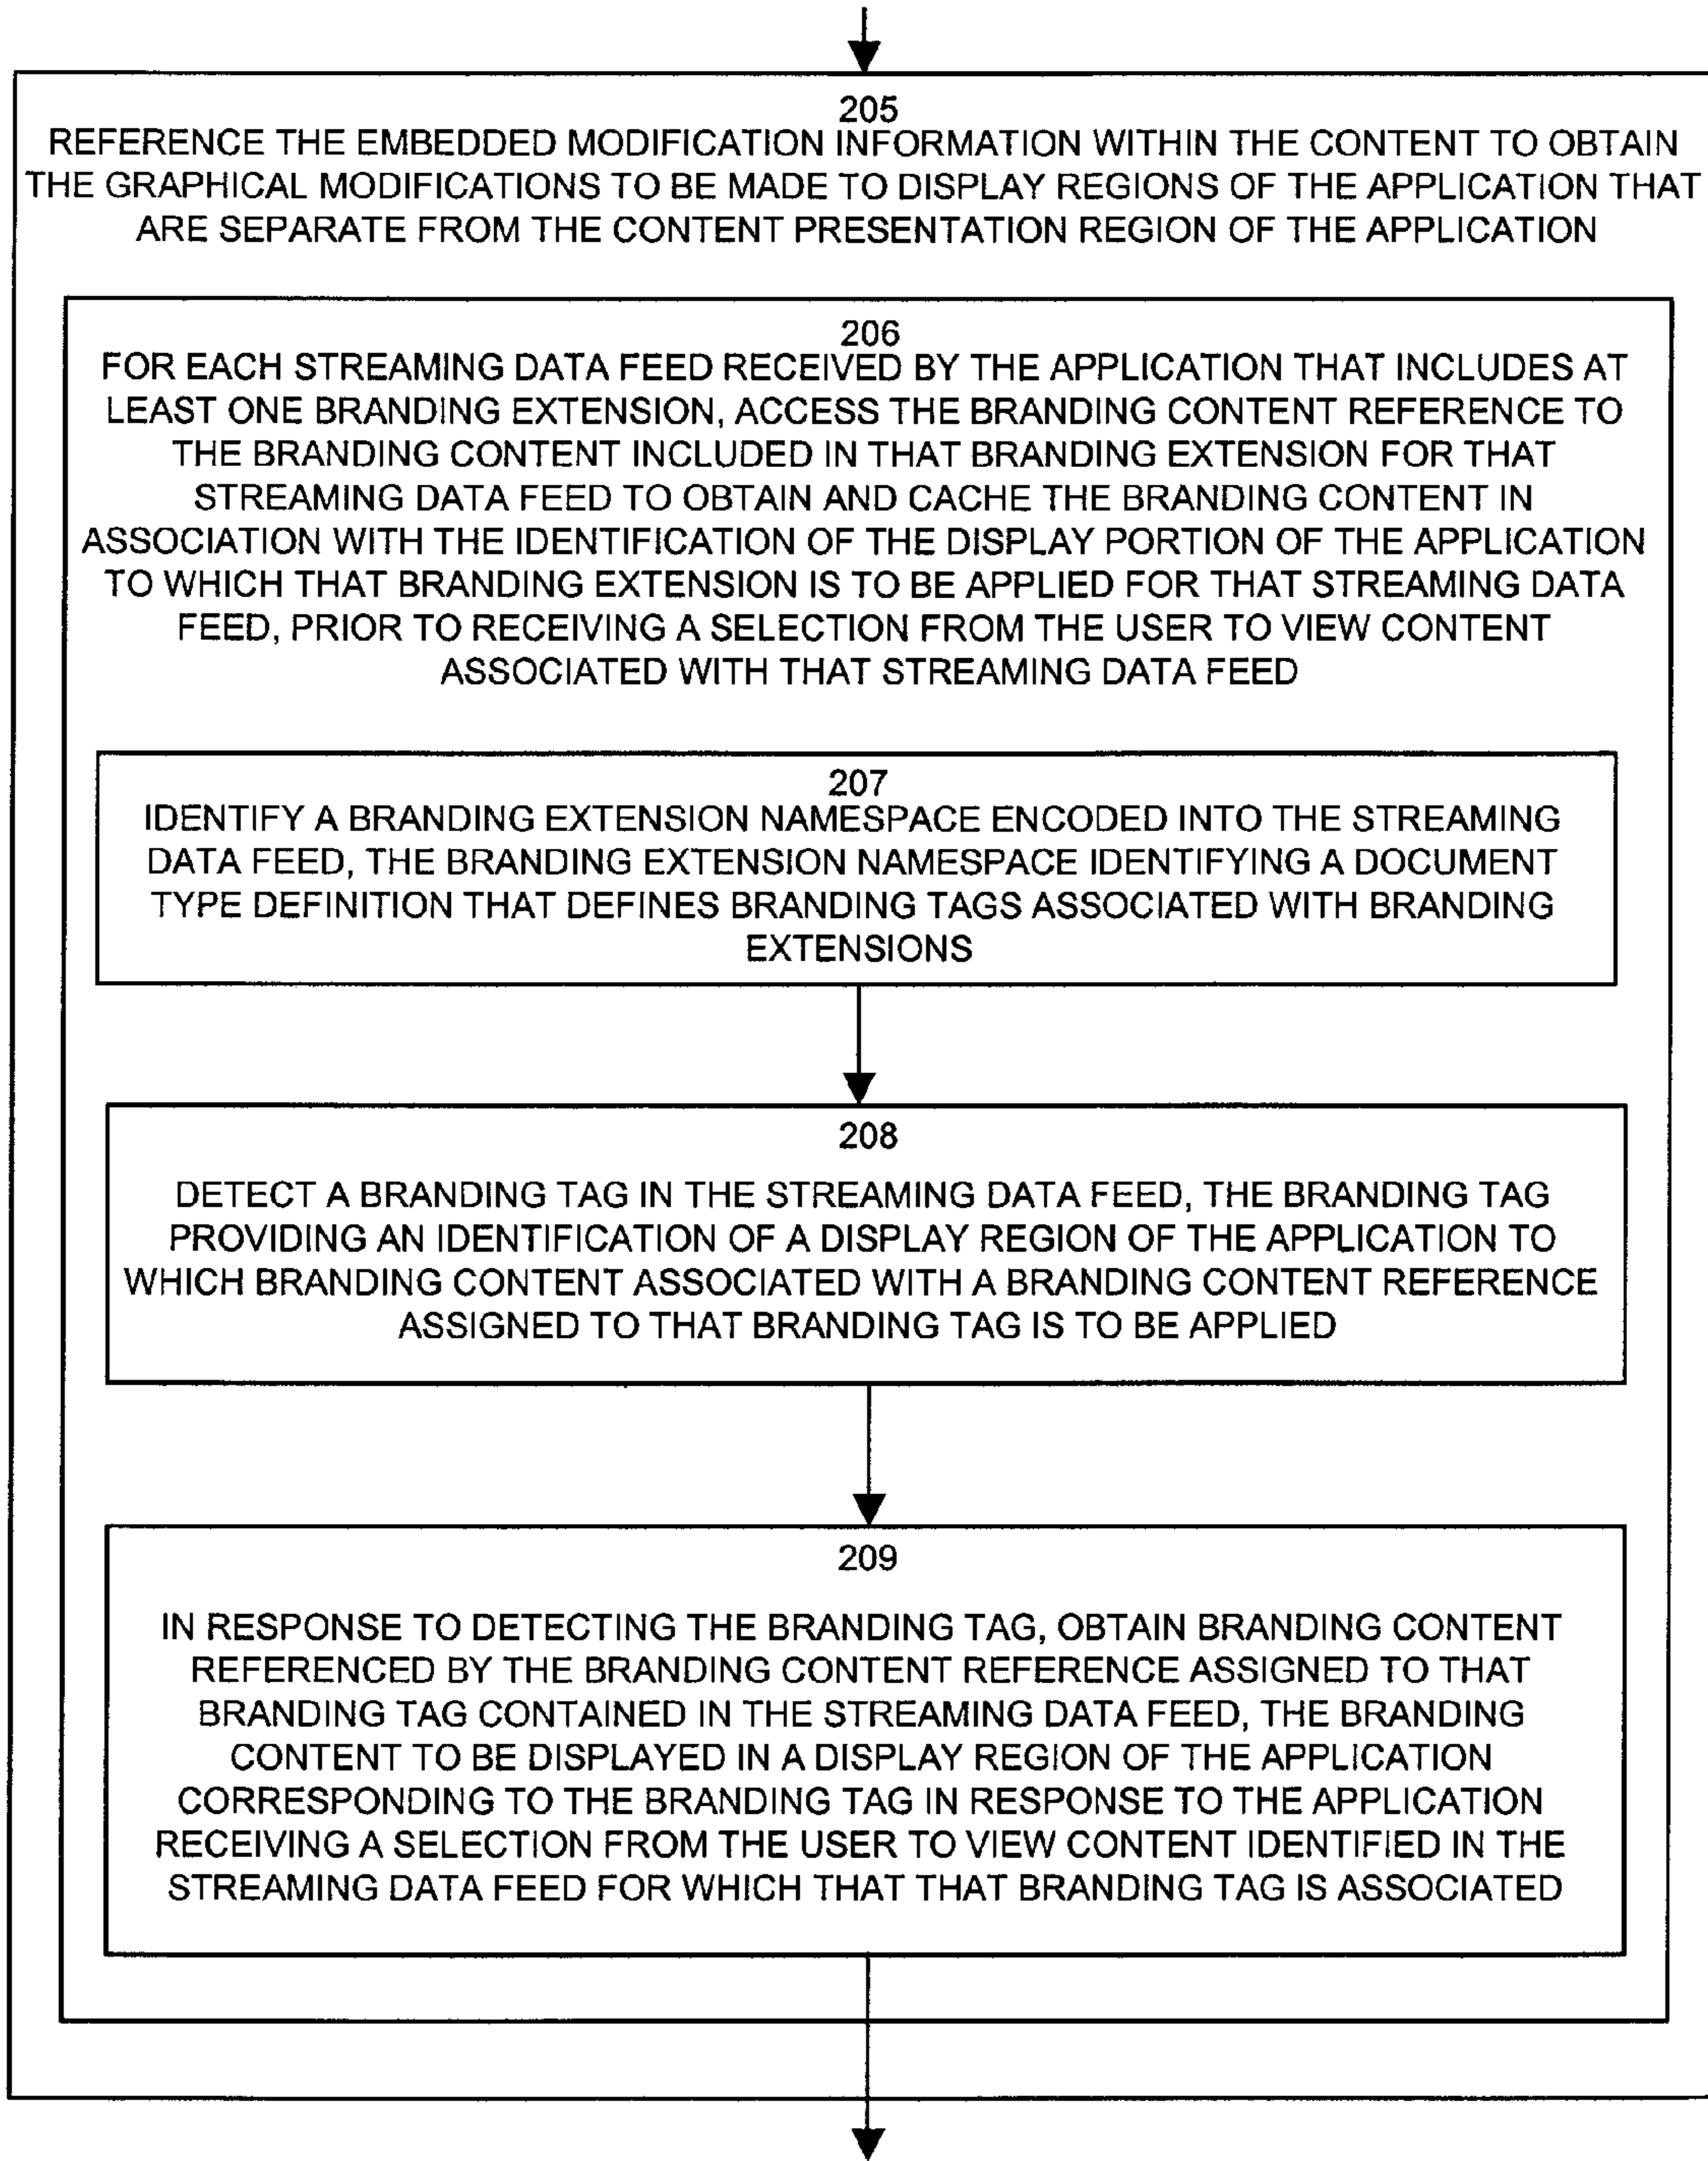 205
REFERENCE THE EMBEDDED MODIFICATION INFORMATION WITHIN THE CONTENT TO OBTAIN
THE GRAPHICAL MODIFICATIONS TO BE MADE TO DISPLAY REGIONS OF THE APPLICATION THAT
ARE SEPARATE FROM THE CONTENT PRESENTATION REGION OF THE APPLICATION
206
FOR EACH STREAMING DATA FEED RECEIVED BY THE APPLICATION THAT INCLUDES AT
LEAST ONE BRANDING EXTENSION, ACCESS THE BRANDING CONTENT REFERENCE TO
THE BRANDING CONTENT INCLUDED IN THAT BRANDING EXTENSION FOR THAT
STREAMING DATA FEED TO OBTAIN AND CACHE THE BRANDING CONTENT IN
ASSOCIATION WITH THE IDENTIFICATION OF THE DISPLAY PORTION OF THE APPLICATION
TO WHICH THAT BRANDING EXTENSION IS TO BE APPLIED FOR THAT STREAMING DATA
FEED, PRIOR TO RECEIVING A SELECTION FROM THE USER TO VIEW CONTENT
ASSOCIATED WITH THAT STREAMING DATA FEED
207
IDENTIFY A BRANDING EXTENSION NAMESPACE ENCODED INTO THE STREAMING
DATA FEED, THE BRANDING EXTENSION NAMESPACE IDENTIFYING A DOCUMENT
TYPE DEFINITION THAT DEFINES BRANDING TAGS ASSOCIATED WITH BRANDING
EXTENSIONS
208
DETECT A BRANDING TAG IN THE STREAMING DATA FEED, THE BRANDING TAG
PROVIDING AN IDENTIFICATION OF A DISPLAY REGION OF THE APPLICATION TO
WHICH BRANDING CONTENT ASSOCIATED WITH A BRANDING CONTENT REFERENCE
ASSIGNED TO THAT BRANDING TAG IS TO BE APPLIED
209
IN RESPONSE TO DETECTING THE BRANDING TAG, OBTAIN BRANDING CONTENT
REFERENCED BY THE BRANDING CONTENT REFERENCE ASSIGNED TO THAT
BRANDING TAG CONTAINED IN THE STREAMING DATA FEED, THE BRANDING
CONTENT TO BE DISPLAYED IN A DISPLAY REGION OF THE APPLICATION
CORRESPONDING TO THE BRANDING TAG IN RESPONSE TO THE APPLICATION
RECEIVING A SELECTION FROM THE USER TO VIEW CONTENT IDENTIFIED IN THE
STREAMING DATA FEED FOR WHICH THAT THAT BRANDING TAG IS ASSOCIATED